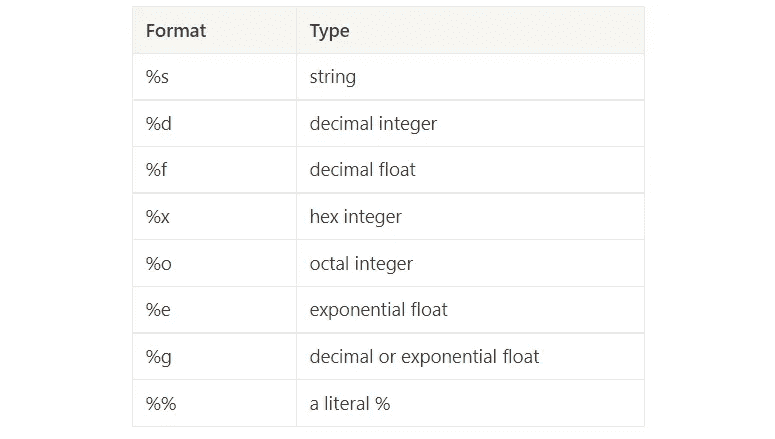 Format Type
%s string
%d decimal integer
%f decimal float
%x hex integer
%o octal integer
%e exponential float
%g decimal or exponential float
%% a literal %